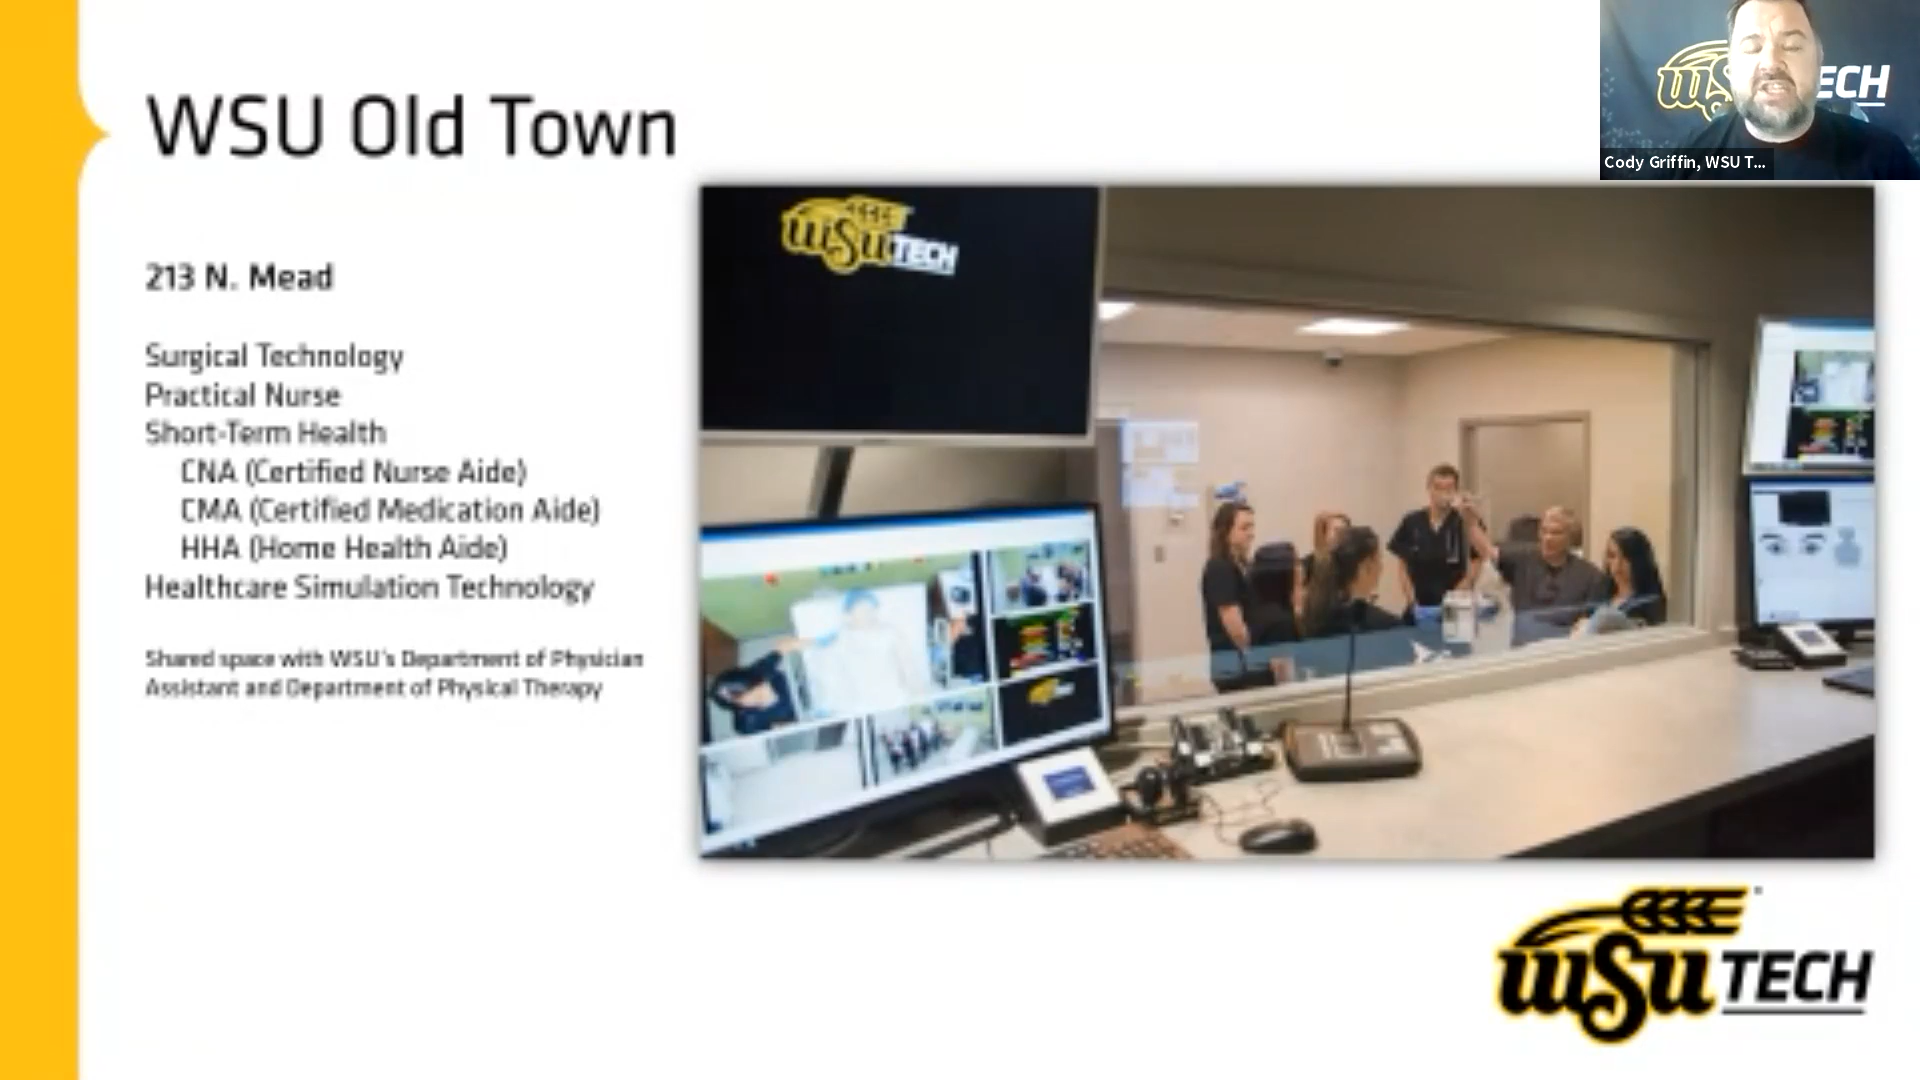 WSU Old Town
213 N. Mead
Surgical Technology
Practical Nurse
Short-Term Health
CNA (Certified Nurse Aide)
CMA (Certified Medication Aide)
HHA (Home Health Aide)
Healthcare Simulation Technology
Shared space with WSU's Department of Physician
Assistant and Department of Physical Therapy
WSU TECH
ECH
Cody Griffin, WSU T...
WSU TECH